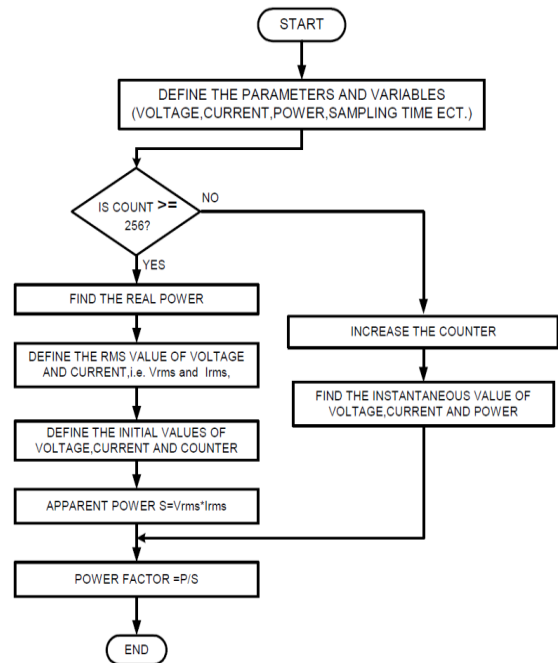 START
DEFINE THE PARAMETERS AND VARIABLES
(VOLTAGE,CURRENT,POWER,SAMPLING TIME ECT.)
IS COUNT >=
256?
NO
YES
FIND THE REAL POWER
DEFINE THE RMS VALUE OF VOLTAGE
AND CURRENT,i.e. Vrms and Irms,
DEFINE THE INITIAL VALUES OF
VOLTAGE,CURRENT AND COUNTER
APPARENT POWER S=Vrms*Irms
INCREASE THE COUNTER
FIND THE INSTANTANEOUS VALUE OF
VOLTAGE,CURRENT AND POWER
POWER FACTOR =P/S
END